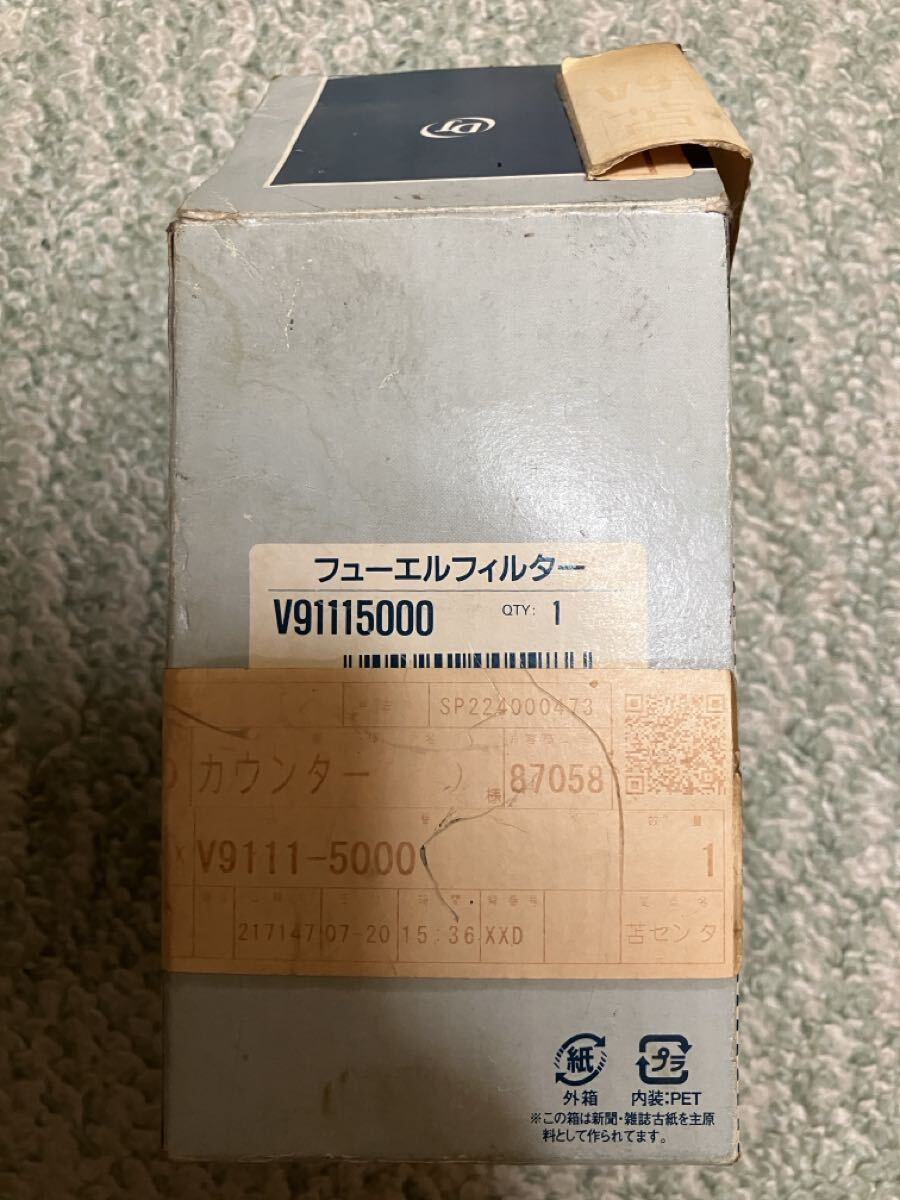 PJ
フューエルフィルター
V91115000 QTY: 1
SP224000473
カウンター 様 87058
V9111-5000 1
217147 07-20 15:36 XXD 苫センタ
紙 プラ
外箱 内装:PET
※この箱は新聞・雑誌古紙を主原
料として作られてます。